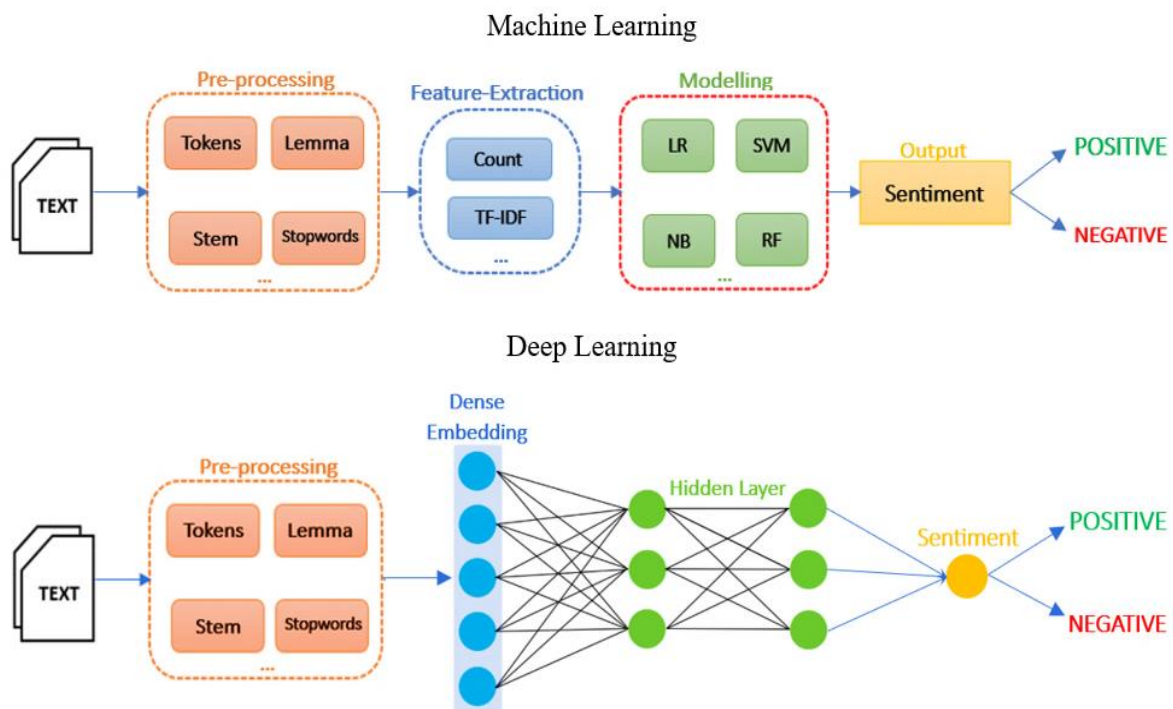 Machine Learning
Pre-processing
Feature-Extraction
Modelling
Tokens
Lemma
Stem
Stopwords
...
Count
TF-IDF
...
LR
SVM
NB
RF
...
TEXT
Output
Sentiment
POSITIVE
NEGATIVE
Deep Learning
Pre-processing
Tokens
Lemma
Stem
Stopwords
...
TEXT
Dense
Embedding
Hidden Layer
Sentiment
POSITIVE
NEGATIVE